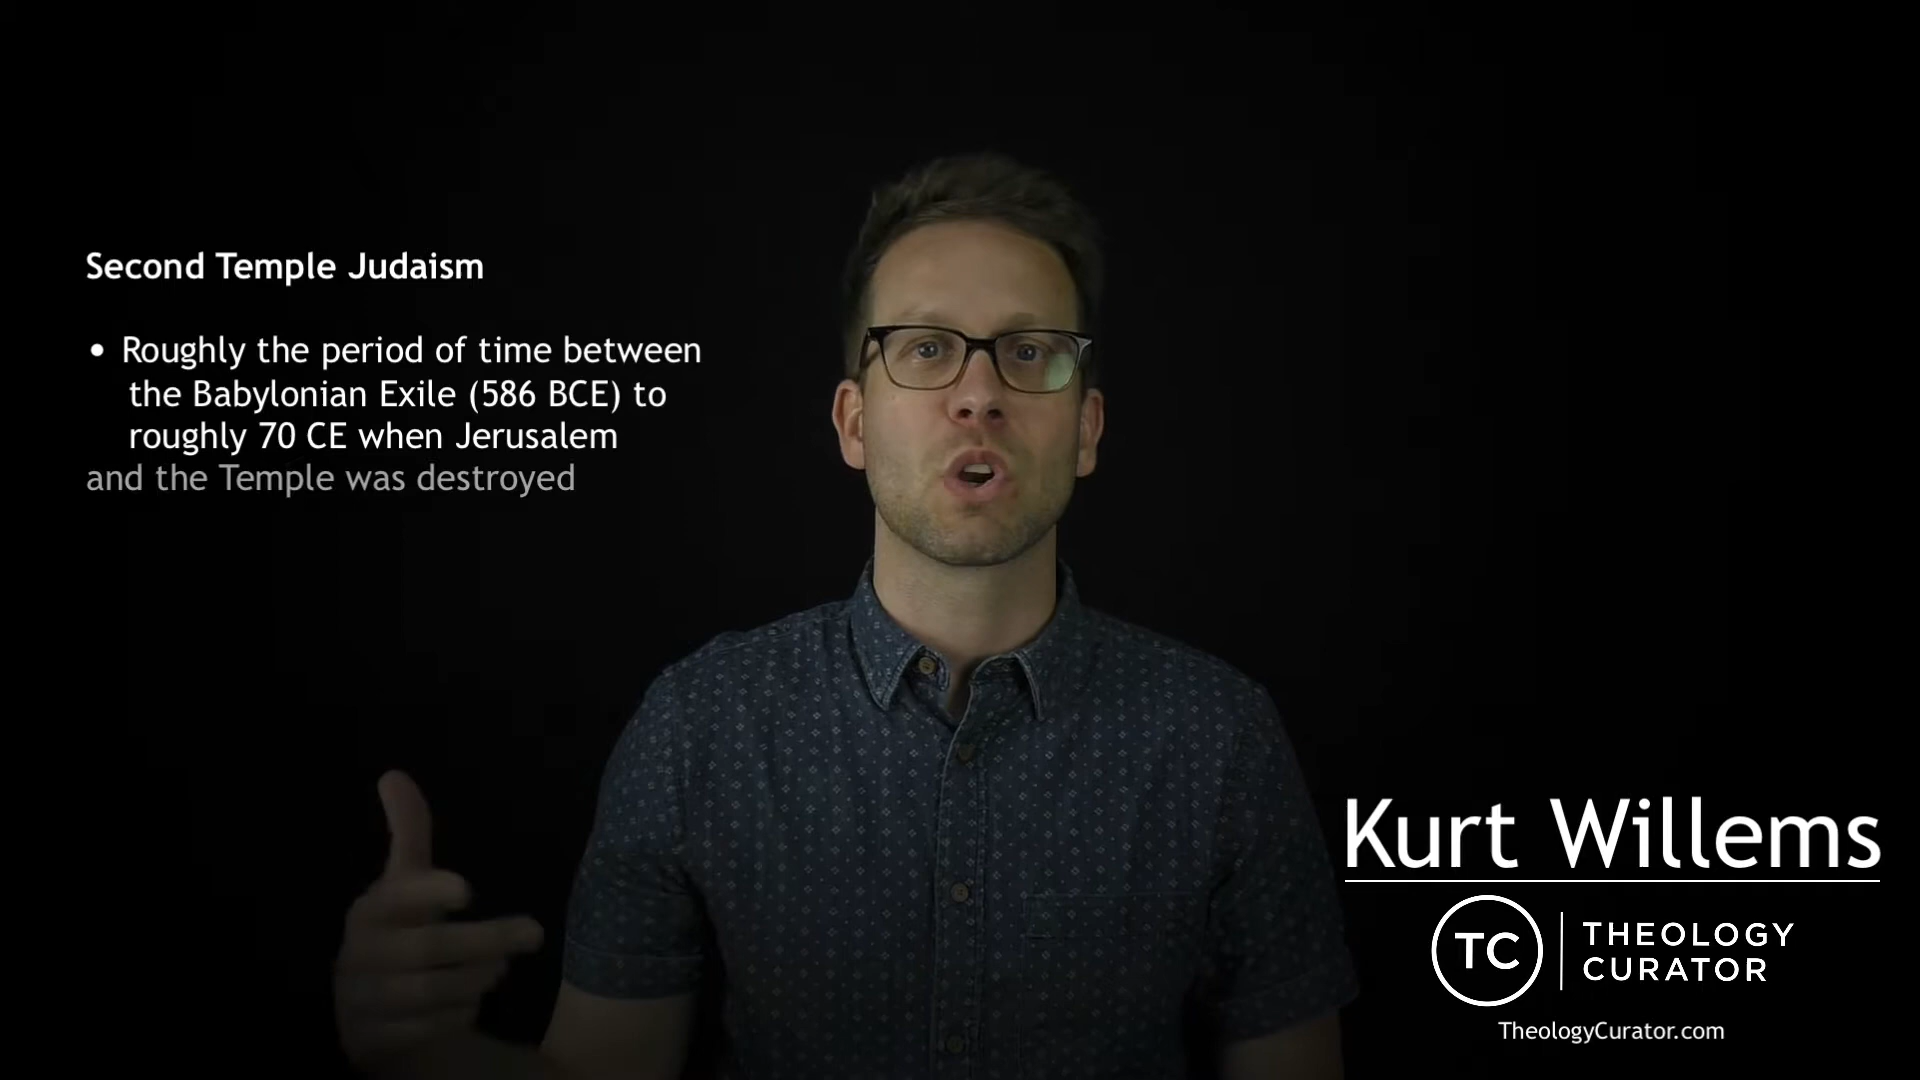 Second Temple Judaism
• Roughly the period of time between
the Babylonian Exile (586 BCE) to
roughly 70 CE when Jerusalem
and the Temple was destroyed
Kurt Willems
TC
THEOLOGY
CURATOR
TheologyCurator.com